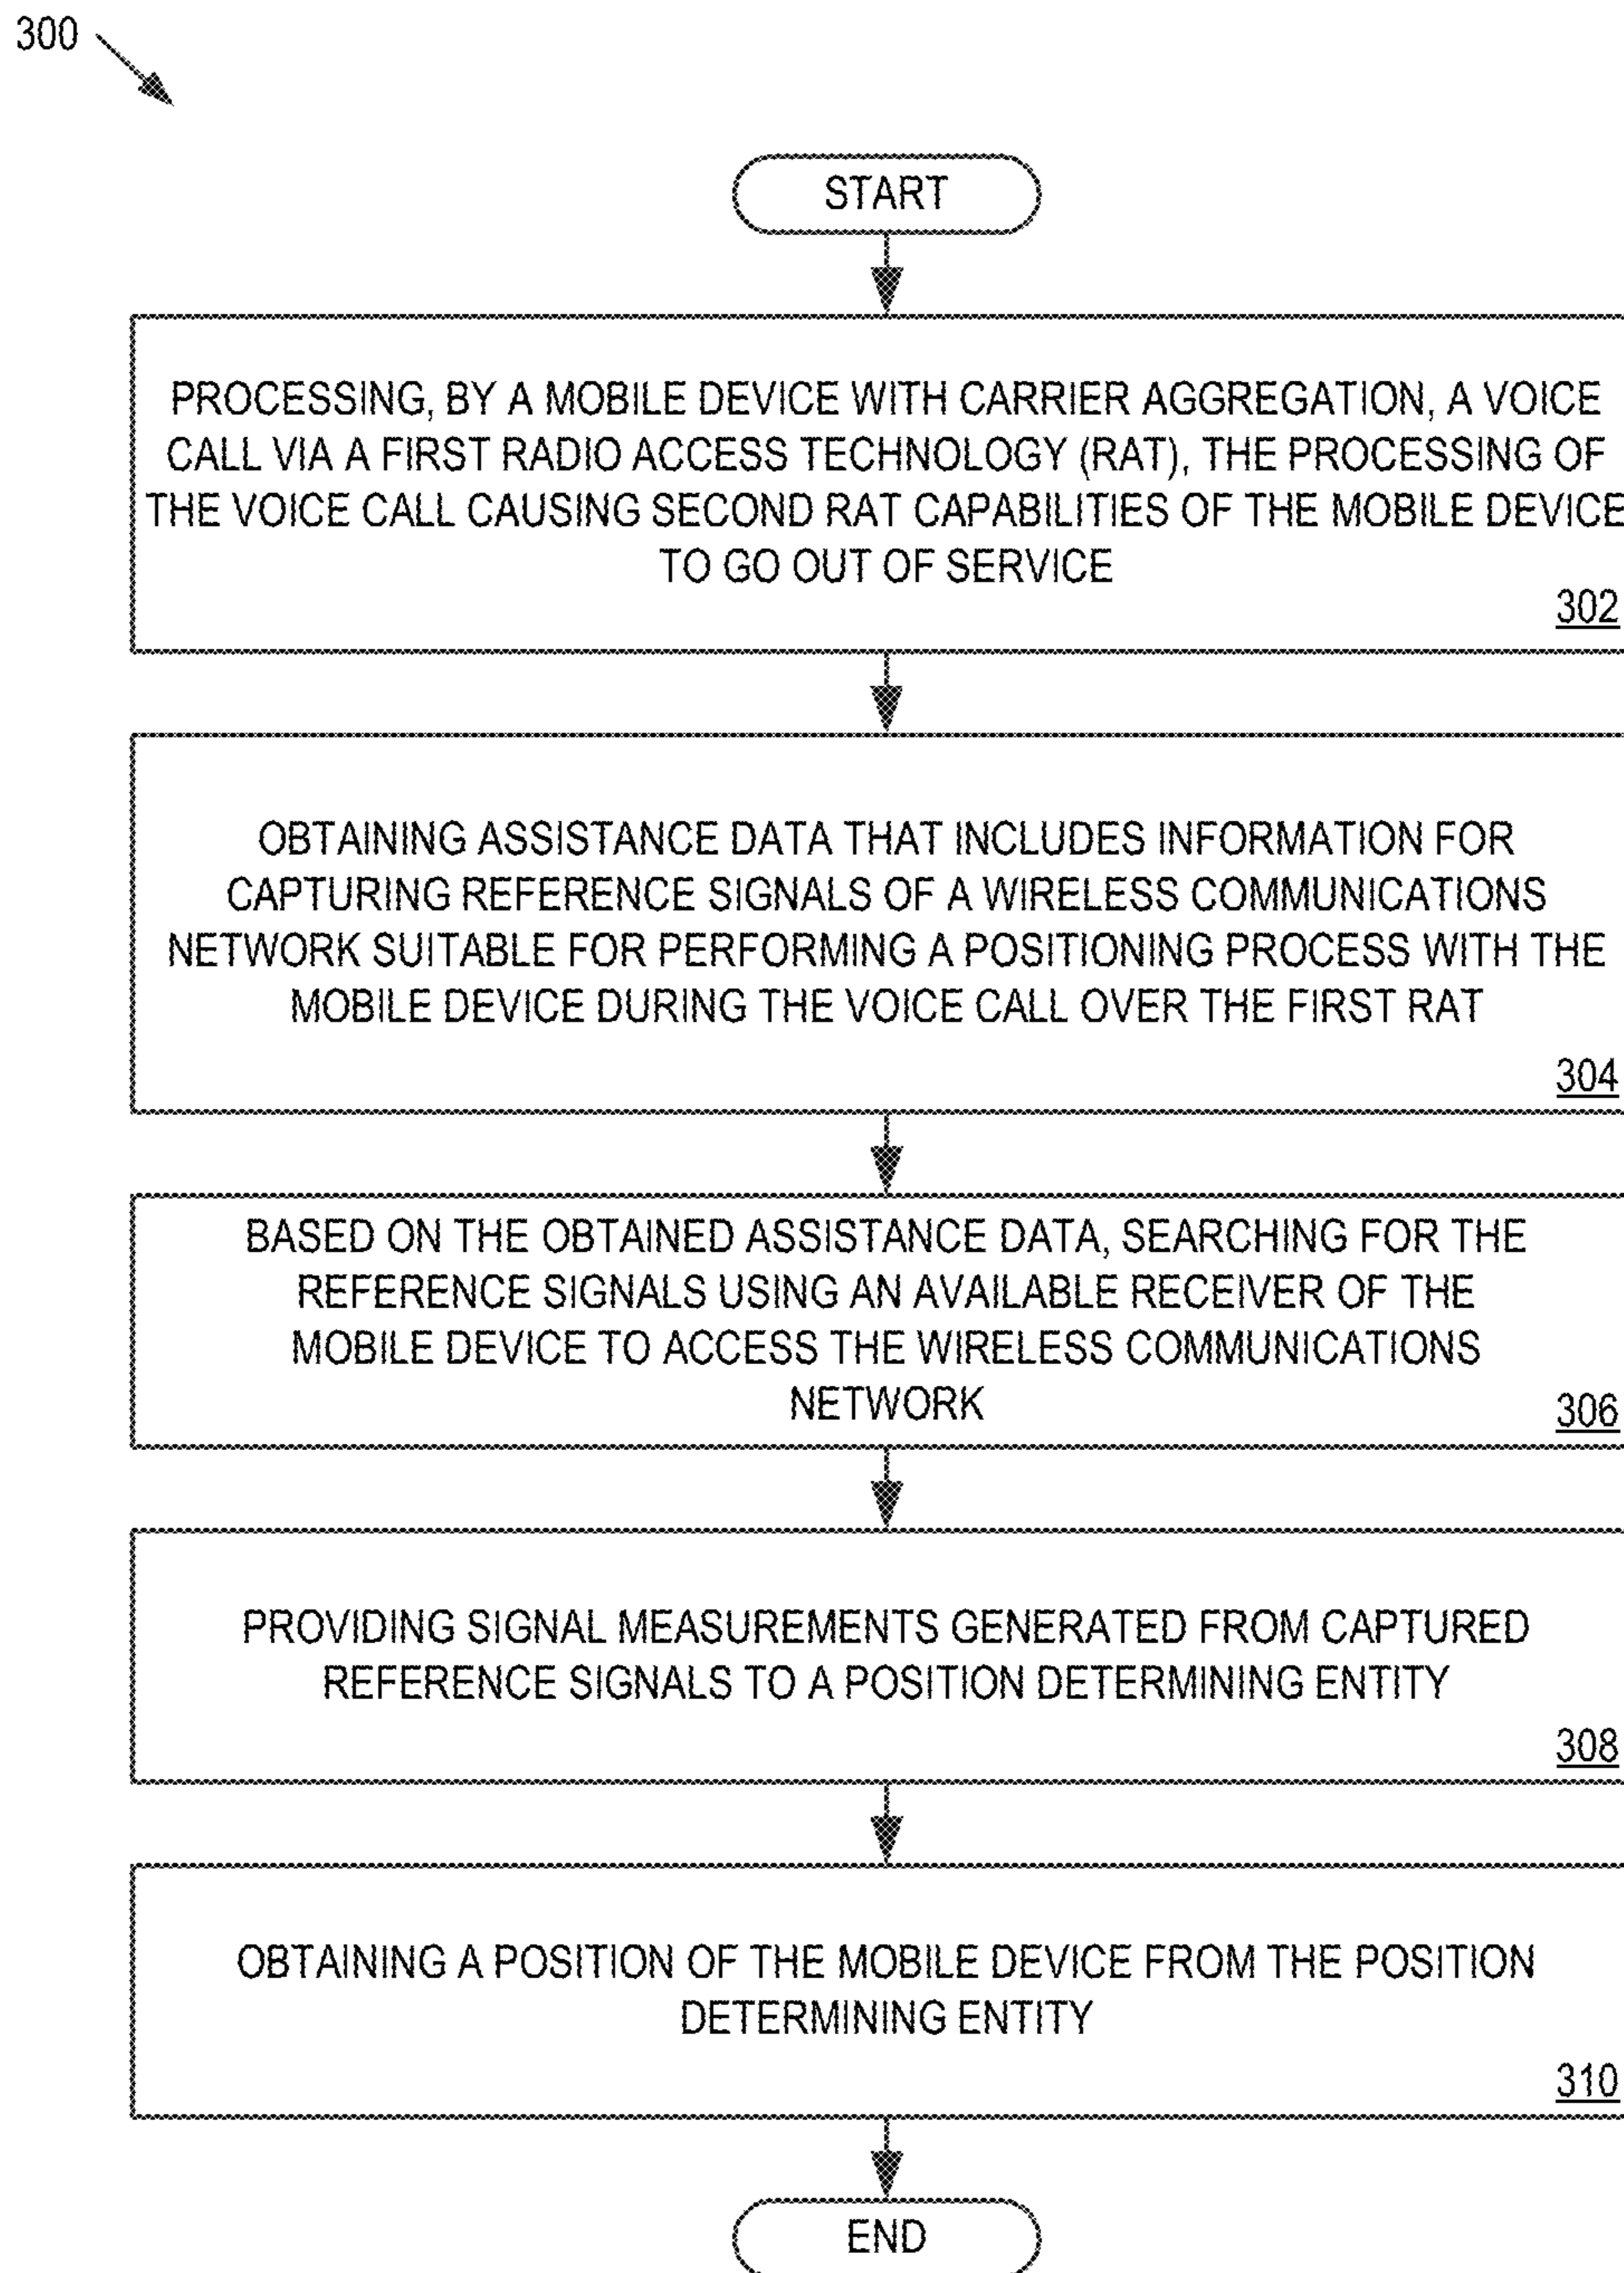 300
START
PROCESSING, BY A MOBILE DEVICE WITH CARRIER AGGREGATION, A VOICE
CALL VIA A FIRST RADIO ACCESS TECHNOLOGY (RAT), THE PROCESSING OF
THE VOICE CALL CAUSING SECOND RAT CAPABILITIES OF THE MOBILE DEVICE
TO GO OUT OF SERVICE
302
OBTAINING ASSISTANCE DATA THAT INCLUDES INFORMATION FOR
CAPTURING REFERENCE SIGNALS OF A WIRELESS COMMUNICATIONS
NETWORK SUITABLE FOR PERFORMING A POSITIONING PROCESS WITH THE
MOBILE DEVICE DURING THE VOICE CALL OVER THE FIRST RAT
304
BASED ON THE OBTAINED ASSISTANCE DATA, SEARCHING FOR THE
REFERENCE SIGNALS USING AN AVAILABLE RECEIVER OF THE
MOBILE DEVICE TO ACCESS THE WIRELESS COMMUNICATIONS
NETWORK
306
PROVIDING SIGNAL MEASUREMENTS GENERATED FROM CAPTURED
REFERENCE SIGNALS TO A POSITION DETERMINING ENTITY
308
OBTAINING A POSITION OF THE MOBILE DEVICE FROM THE POSITION
DETERMINING ENTITY
310
END